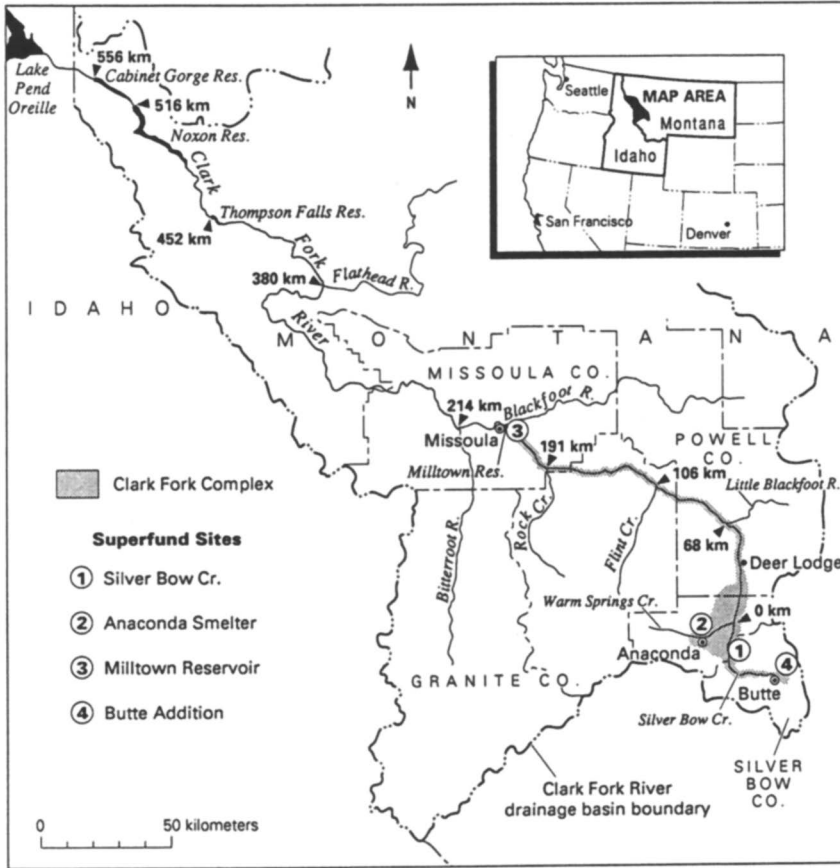 556 km
Lake
Pend
Oreille
Cabinet Gorge Res.
516 km
Noxon Res.
N
Clark
Fork
River
Thompson Falls Res.
452 km
380 km
Flathead R.
Seattle
MAP AREA
Montana
Idaho
San Francisco
Denver
IDAHO
MONTANA
MISSOULA CO.
214 km
Blackfoot R.
Missoula
3
191 km
Milltown Res.
POWELL
CO.
106 km
Little Blackfoot R.
Bitterroot R.
Rock Cr.
Flint Cr.
68 km
Deer Lodge
Warm Springs Cr.
0 km
2
Anaconda
1
4
Butte
GRANITE CO.
Silver Bow Cr.
SILVER
BOW
CO.
Clark Fork River
drainage basin boundary
Clark Fork Complex
Superfund Sites
1 Silver Bow Cr.
2 Anaconda Smelter
3 Milltown Reservoir
4 Butte Addition
0 50 kilometers